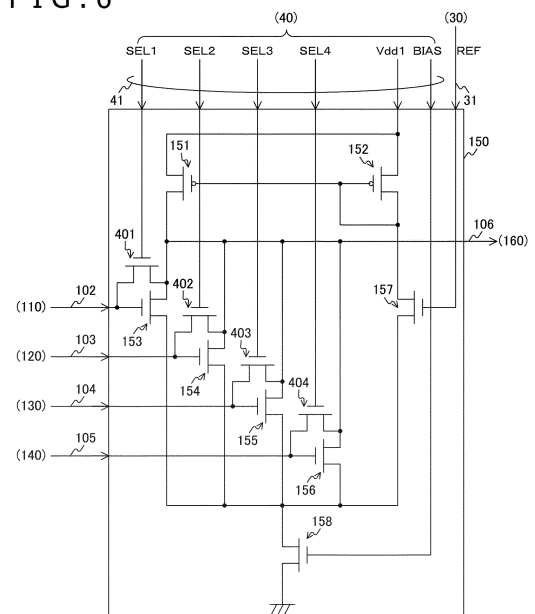 FIG. 6
(40) (30)
SEL1 SEL2 SEL3 SEL4 Vdd1 BIAS REF
41 31
151 152 150
106
401 (160)
(110) 102 402 157
153
(120) 103 403
154
(130) 104 404
155
(140) 105
156
158